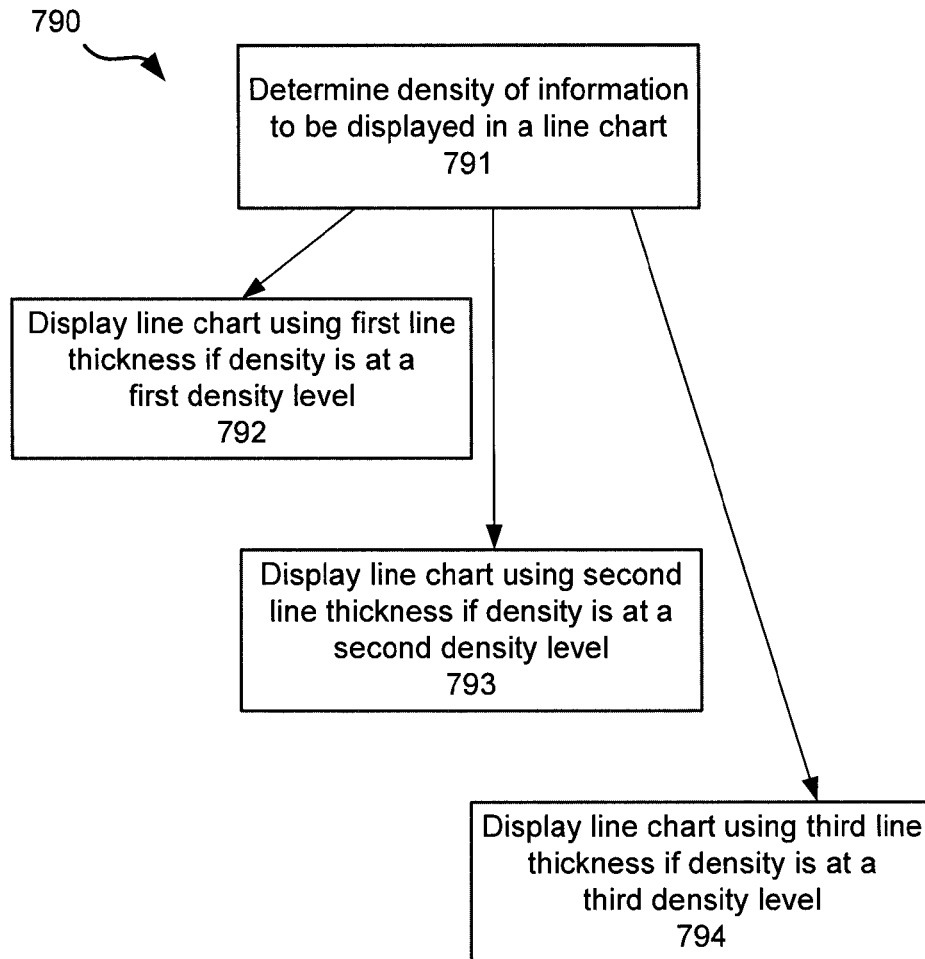 790
Determine density of information
to be displayed in a line chart
791
Display line chart using first line
thickness if density is at a
first density level
792
Display line chart using second
line thickness if density is at a
second density level
793
Display line chart using third line
thickness if density is at a
third density level
794